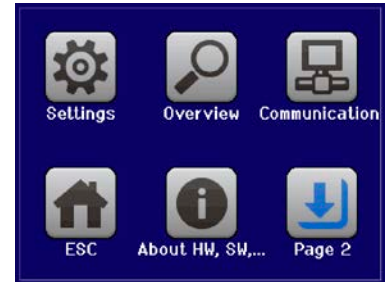 Settings
Overview
Communication
ESC
About HW, SW,...
Page 2